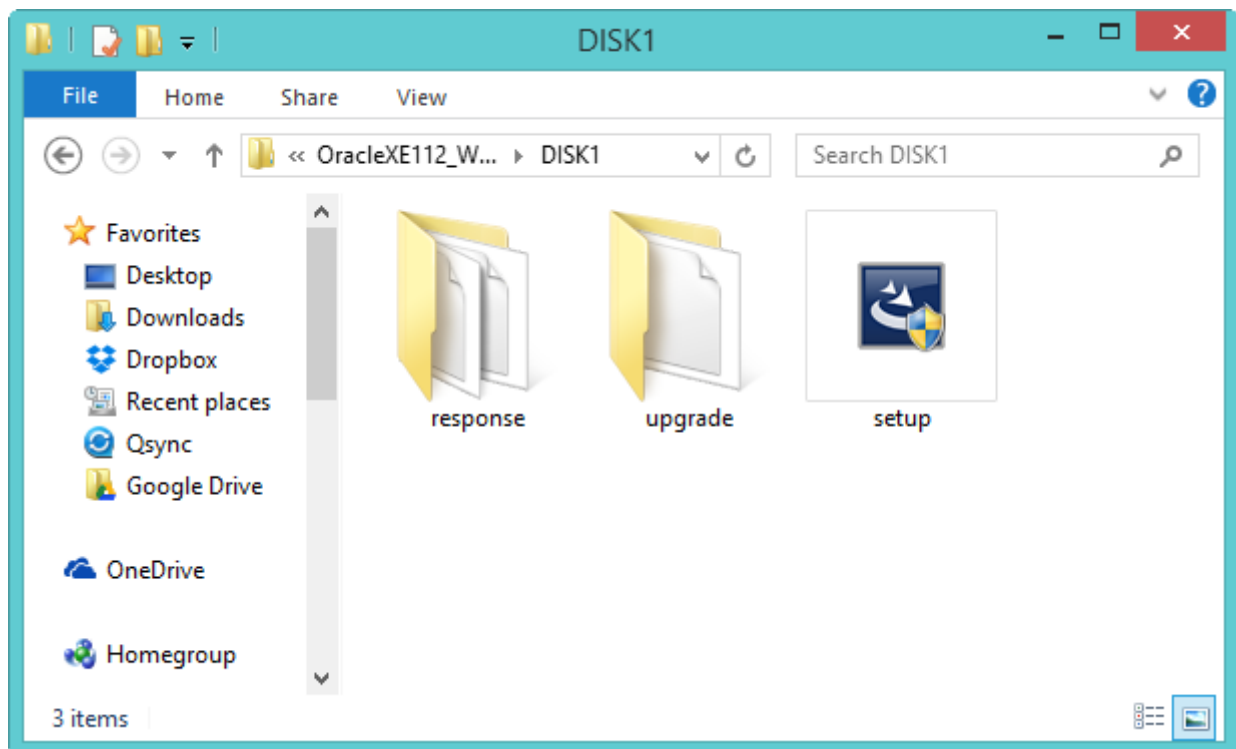 DISK1
File Home Share View
« OracleXE112_W... DISK1 Search DISK1
Favorites
Desktop
Downloads
Dropbox
Recent places
Qsync
Google Drive
OneDrive
Homegroup
response upgrade setup
3 items